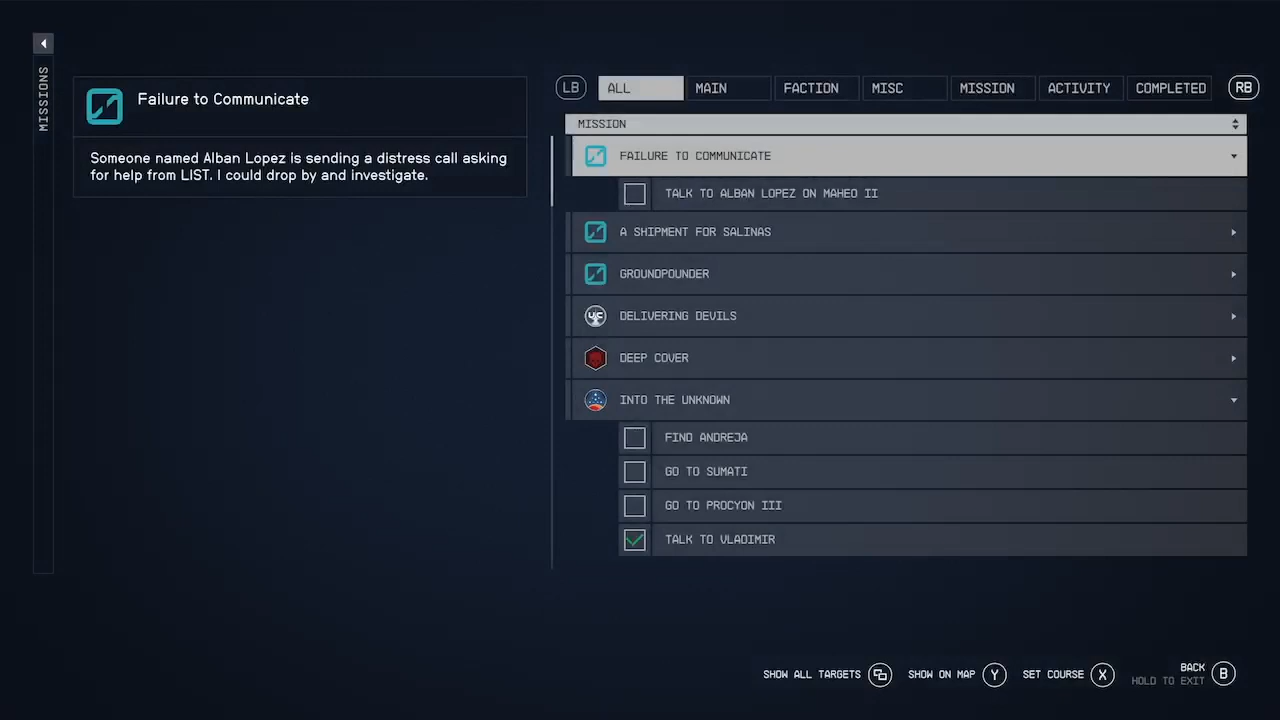 MISSIONS
Failure to Communicate
Someone named Alban Lopez is sending a distress call asking
for help from LIST. I could drop by and investigate.
LB ALL MAIN FACTION MISC MISSION ACTIVITY COMPLETED RB
MISSION
FAILURE TO COMMUNICATE
TALK TO ALBAN LOPEZ ON MAHEO II
A SHIPMENT FOR SALINAS
GROUNDPOUNDER
UC DELIVERING DEVILS
DEEP COVER
INTO THE UNKNOWN
FIND ANDREJA
GO TO SUMATI
GO TO PROCYON III
TALK TO VLADIMIR
SHOW ALL TARGETS SHOW ON MAP Y SET COURSE X BACK B
HOLD TO EXIT